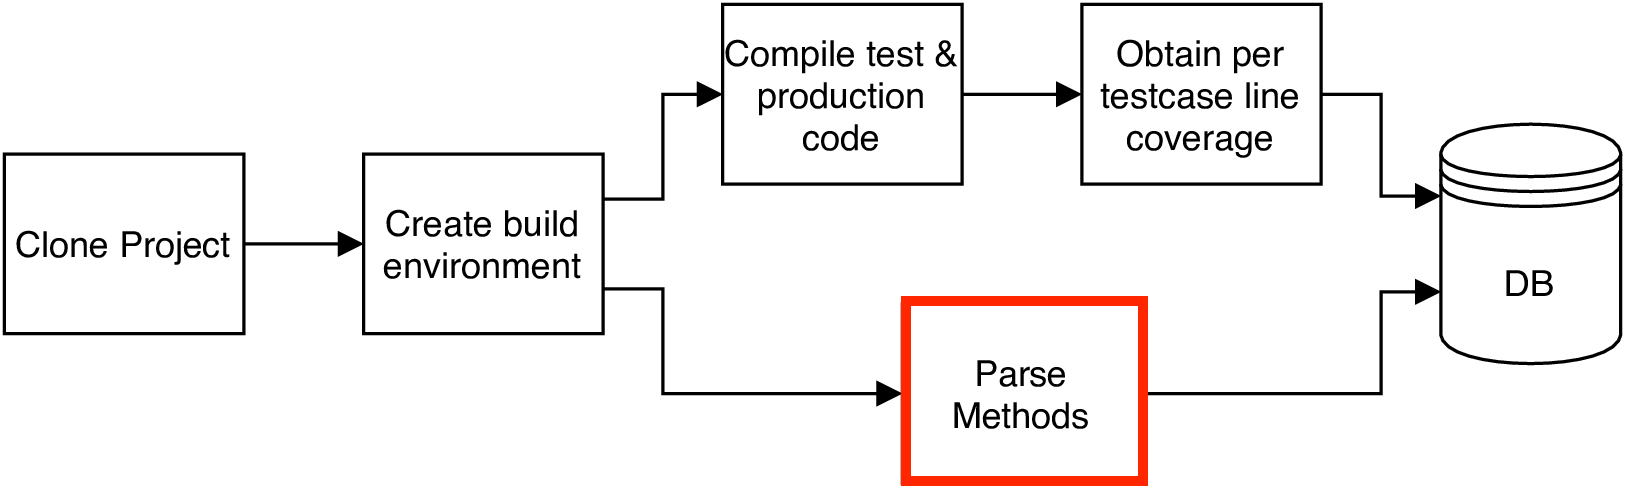 Clone Project
Create build
environment
Compile test &
production
code
Obtain per
testcase line
coverage
Parse
Methods
DB